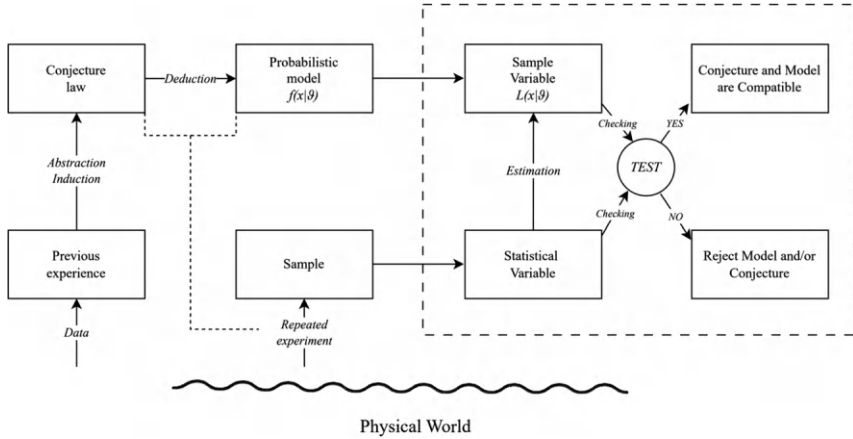 Conjecture
law
Deduction
Probabilistic
model
f(x|ϑ)
Sample
Variable
L(x|ϑ)
Conjecture and Model
are Compatible
Checking
YES
TEST
Abstraction
Induction
Estimation
Checking
NO
Previous
experience
Sample
Statistical
Variable
Reject Model and/or
Conjecture
Data
Repeated
experiment
Physical World